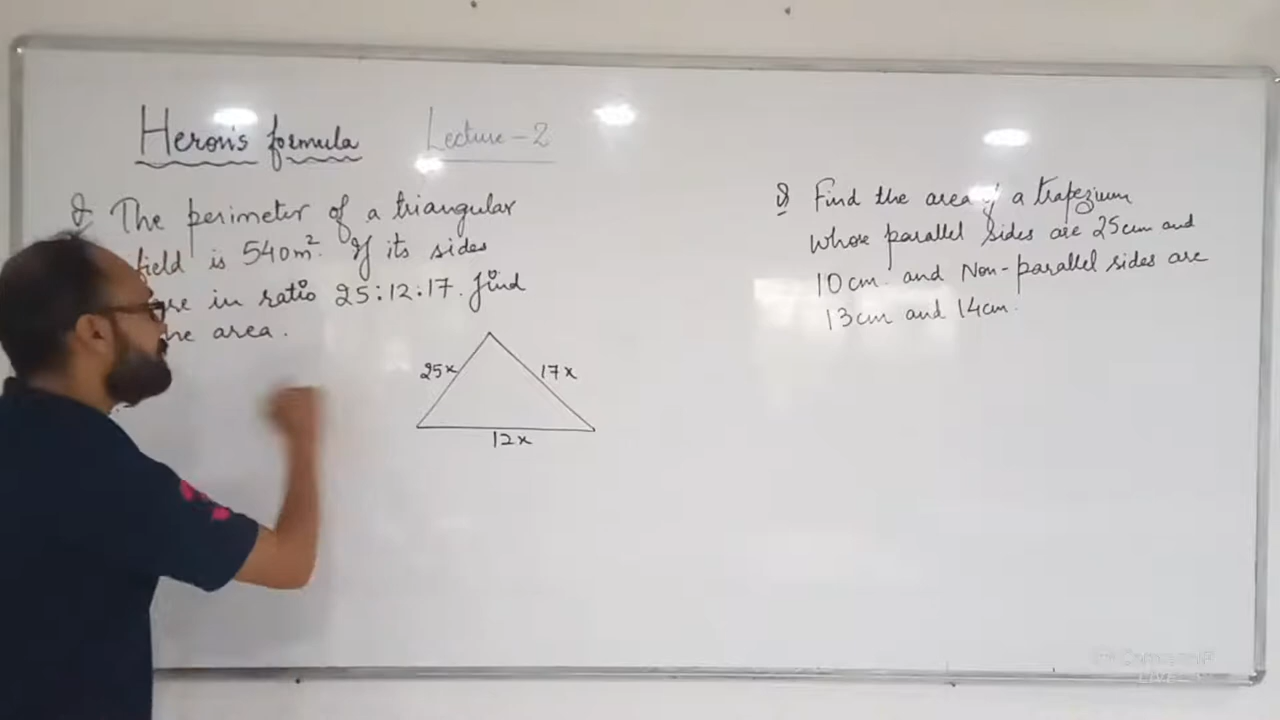 Heron's formula Lecture - 2
Q The perimeter of a triangular
field is 540m². If its sides
in ratio 25:12:17. find
area.
25x 17x
12x
Q Find the area of a trapezium
whose parallel sides are 25cm and
10cm. and Non-parallel sides are
13cm and 14cm.